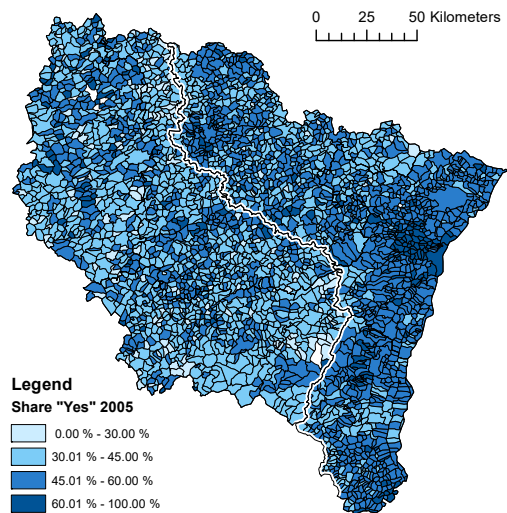 0 25 50 Kilometers
Legend
Share "Yes" 2005
0.00 % - 30.00 %
30.01 % - 45.00 %
45.01 % - 60.00 %
60.01 % - 100.00 %